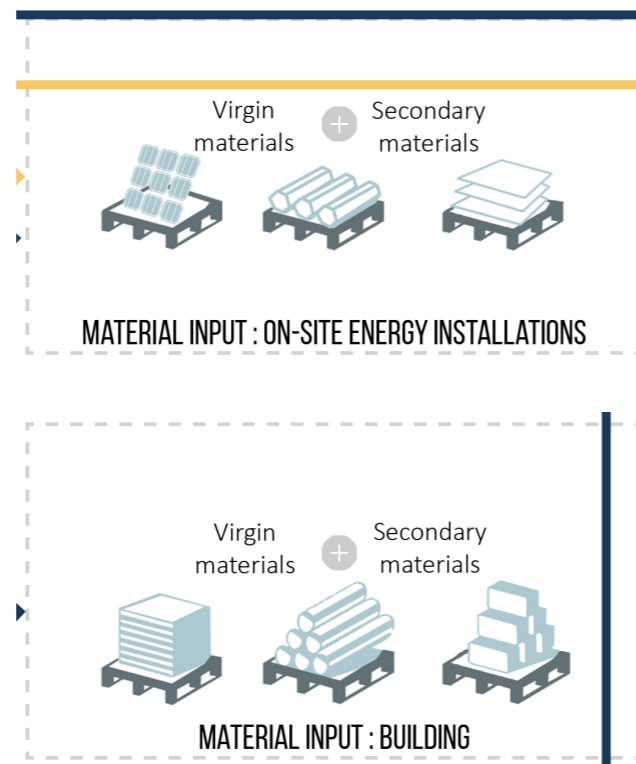 Virgin materials + Secondary materials
MATERIAL INPUT : ON-SITE ENERGY INSTALLATIONS
Virgin materials + Secondary materials
MATERIAL INPUT : BUILDING